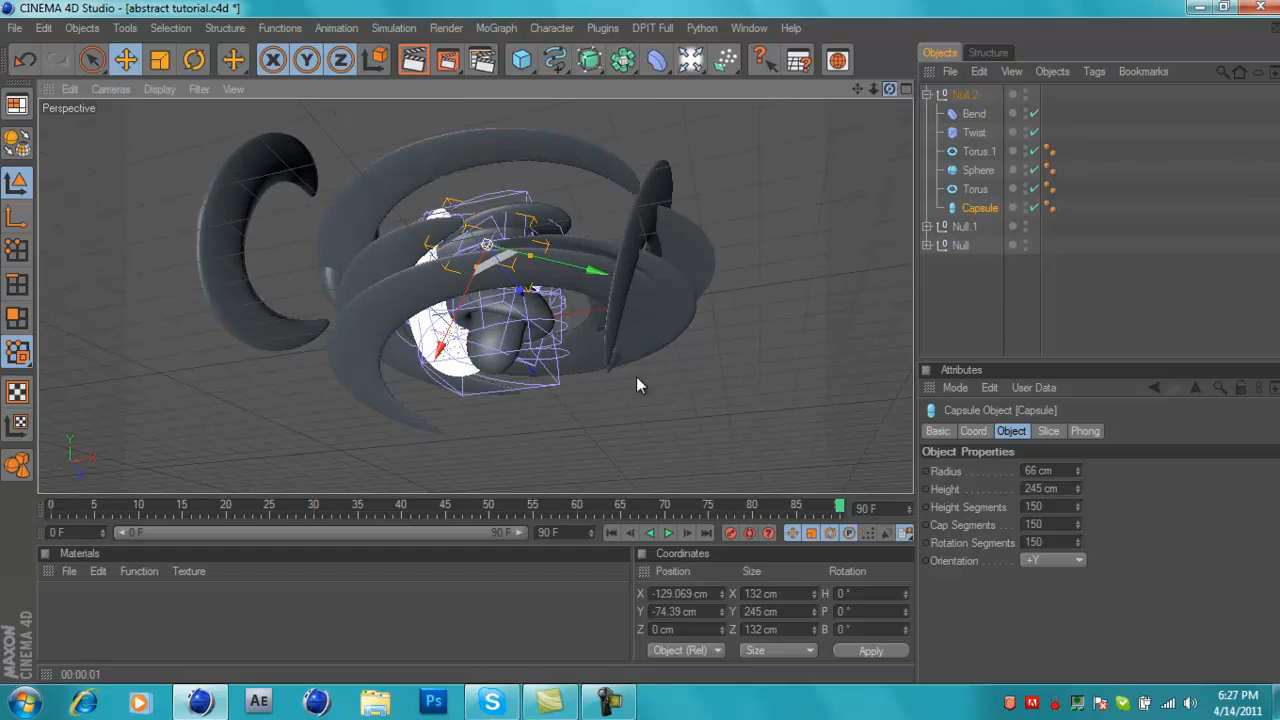 CINEMA 4D Studio - [abstract tutorial.c4d *]
File Edit Objects Tools Selection Structure Functions Animation Simulation Render MoGraph Character Plugins DPIT Full Python Window Help
Objects Structure
File Edit View Objects Tags Bookmarks
Edit Cameras Display Filter View
Perspective
Null.2
Bend
Twist
Torus.1
Sphere
Torus
Capsule
Null.1
Null
Y
X
Z
Attributes
Mode Edit User Data
Capsule Object [Capsule]
Basic Coord. Object Slice Phong
Object Properties
Radius 66 cm
Height 245 cm
Height Segments 150
Cap Segments 150
Rotation Segments 150
Orientation +Y
0 5 10 15 20 25 30 35 40 45 50 55 60 65 70 75 80 85 90 F
0 F 0 F 90 F 90 F
Materials
File Edit Function Texture
Coordinates
Position Size Rotation
X -129.069 cm X 132 cm H 0 °
Y -74.39 cm Y 245 cm P 0 °
Z 0 cm Z 132 cm B 0 °
Object (Rel) Size Apply
MAXON CINEMA 4D
00:00:01
Ae
Ps
S
6:27 PM
4/14/2011